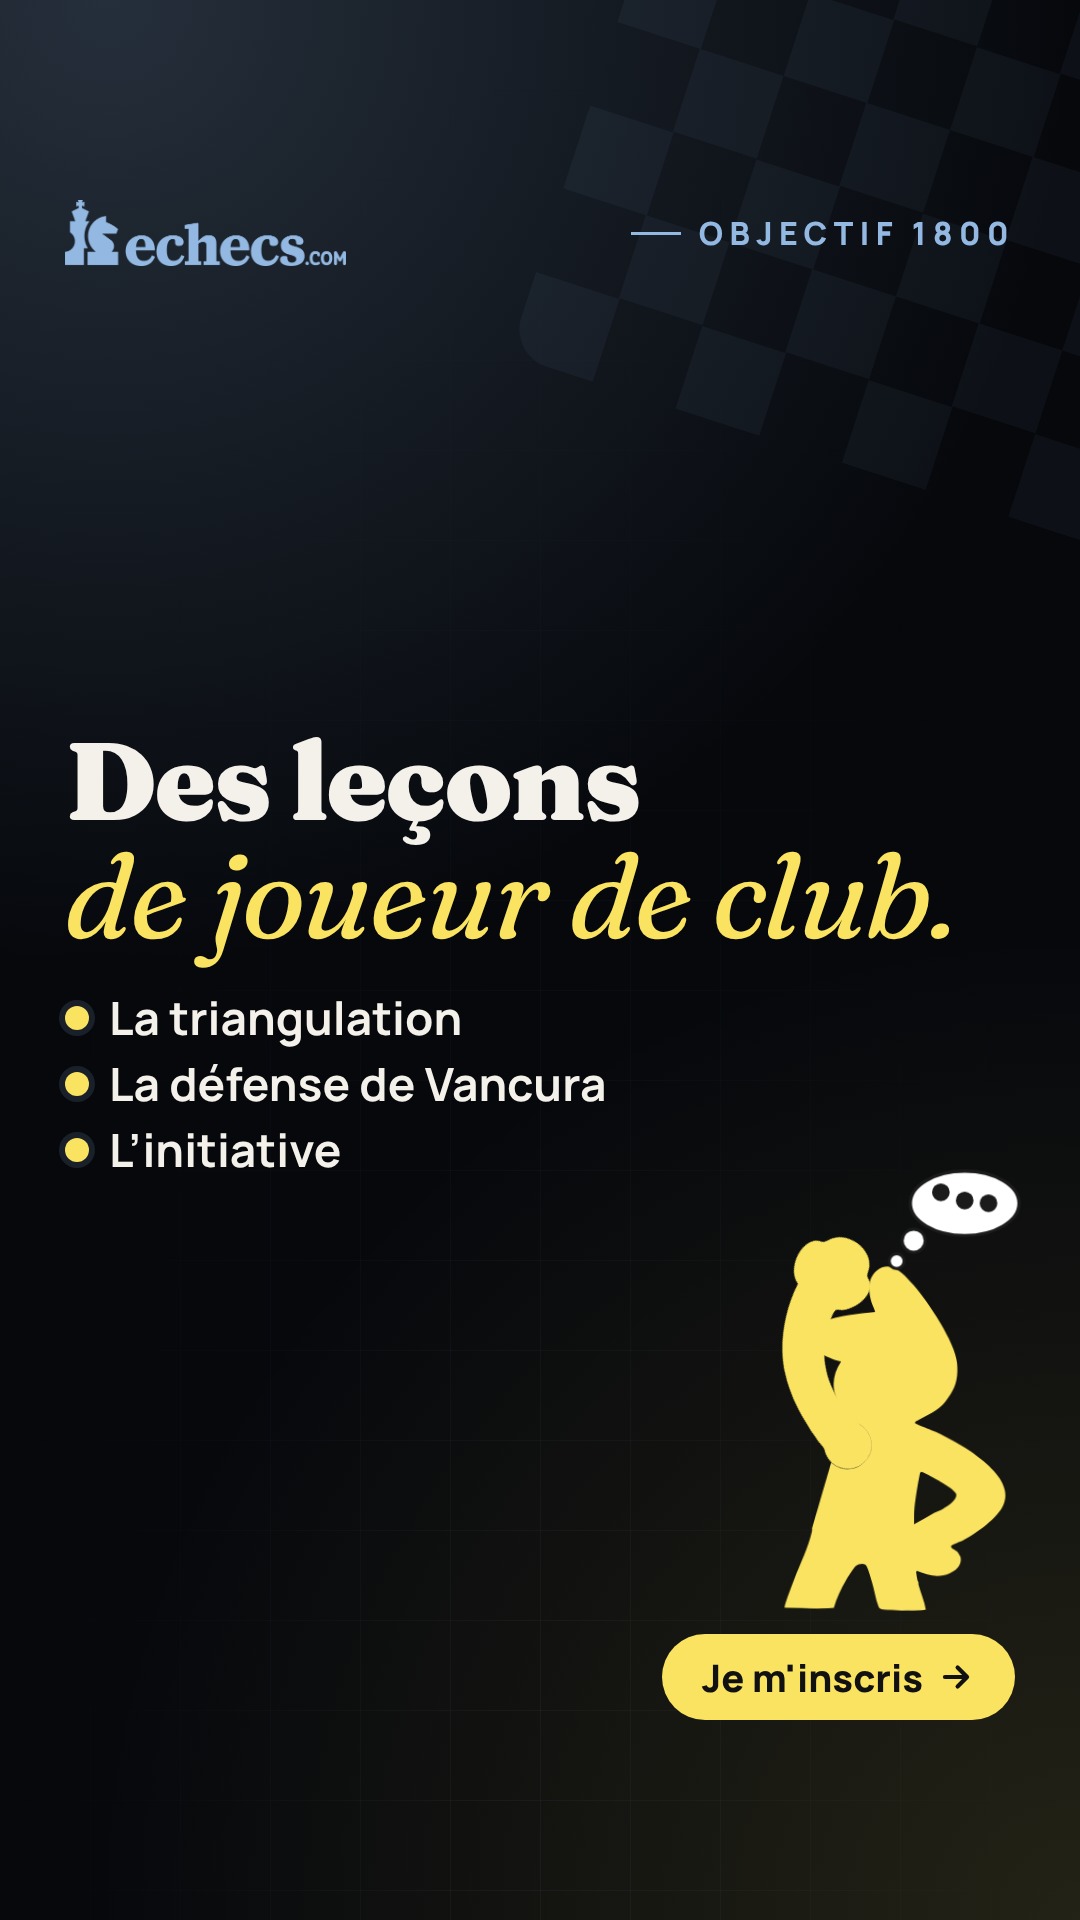 echecs.COM
OBJECTIF 1800
Des leçons
de joueur de club.
La triangulation
La défense de Vancura
L’initiative
Je m'inscris →